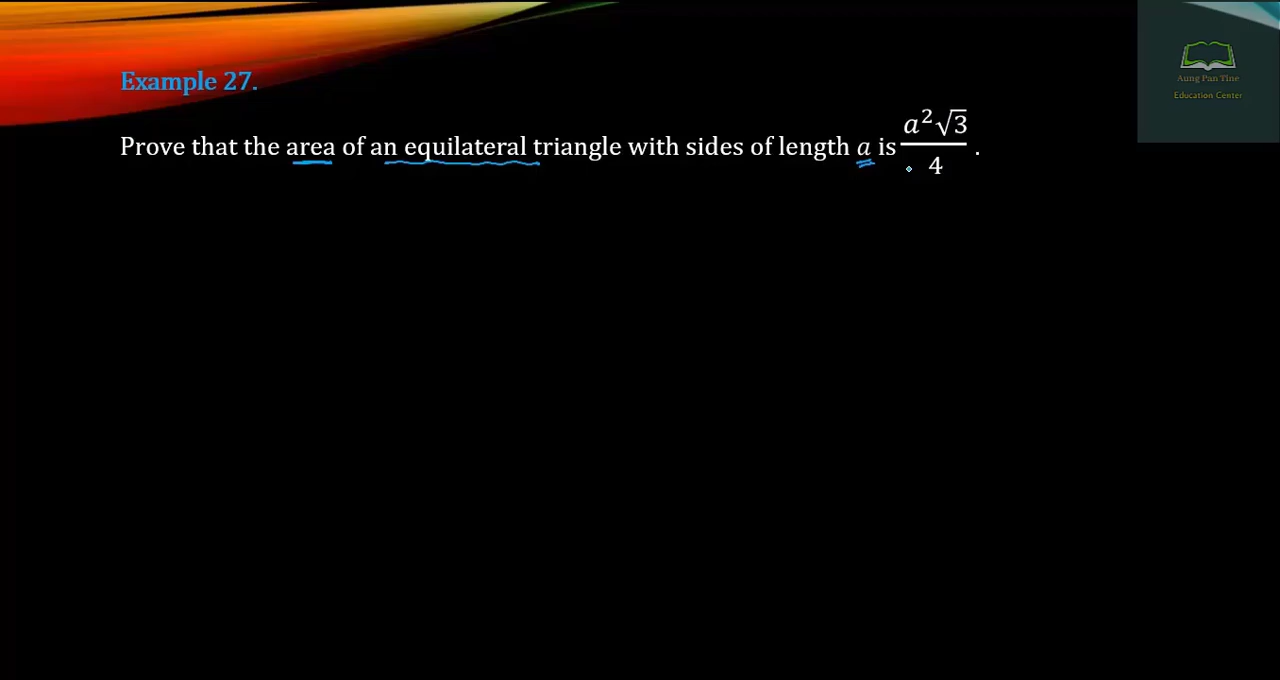 Aung Pan Tine
Education Center
Example 27.
Prove that the area of an equilateral triangle with sides of length a is a²√3/4 .